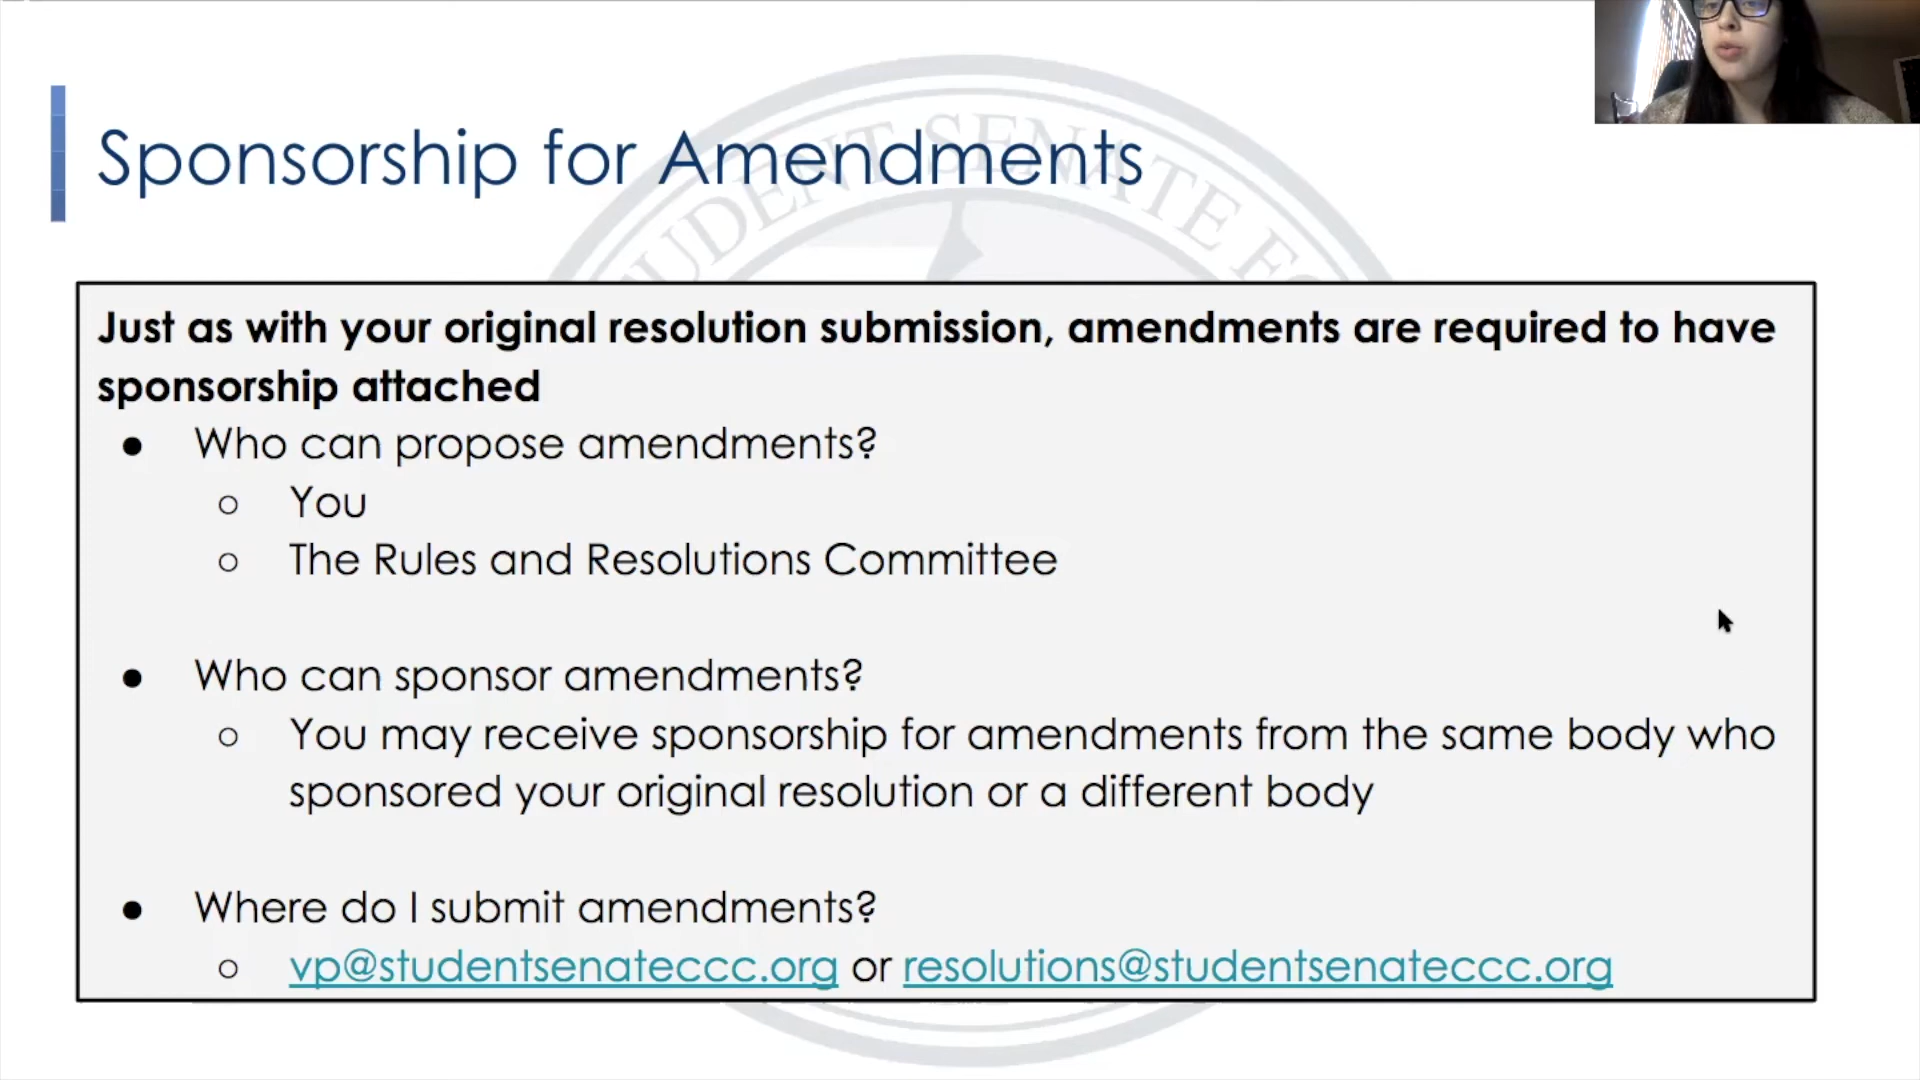 STUDENT SENATE FO
Sponsorship for Amendments
Just as with your original resolution submission, amendments are required to have
sponsorship attached
● Who can propose amendments?
○ You
○ The Rules and Resolutions Committee
● Who can sponsor amendments?
○ You may receive sponsorship for amendments from the same body who
sponsored your original resolution or a different body
● Where do I submit amendments?
○ vp@studentsenateccc.org or resolutions@studentsenateccc.org